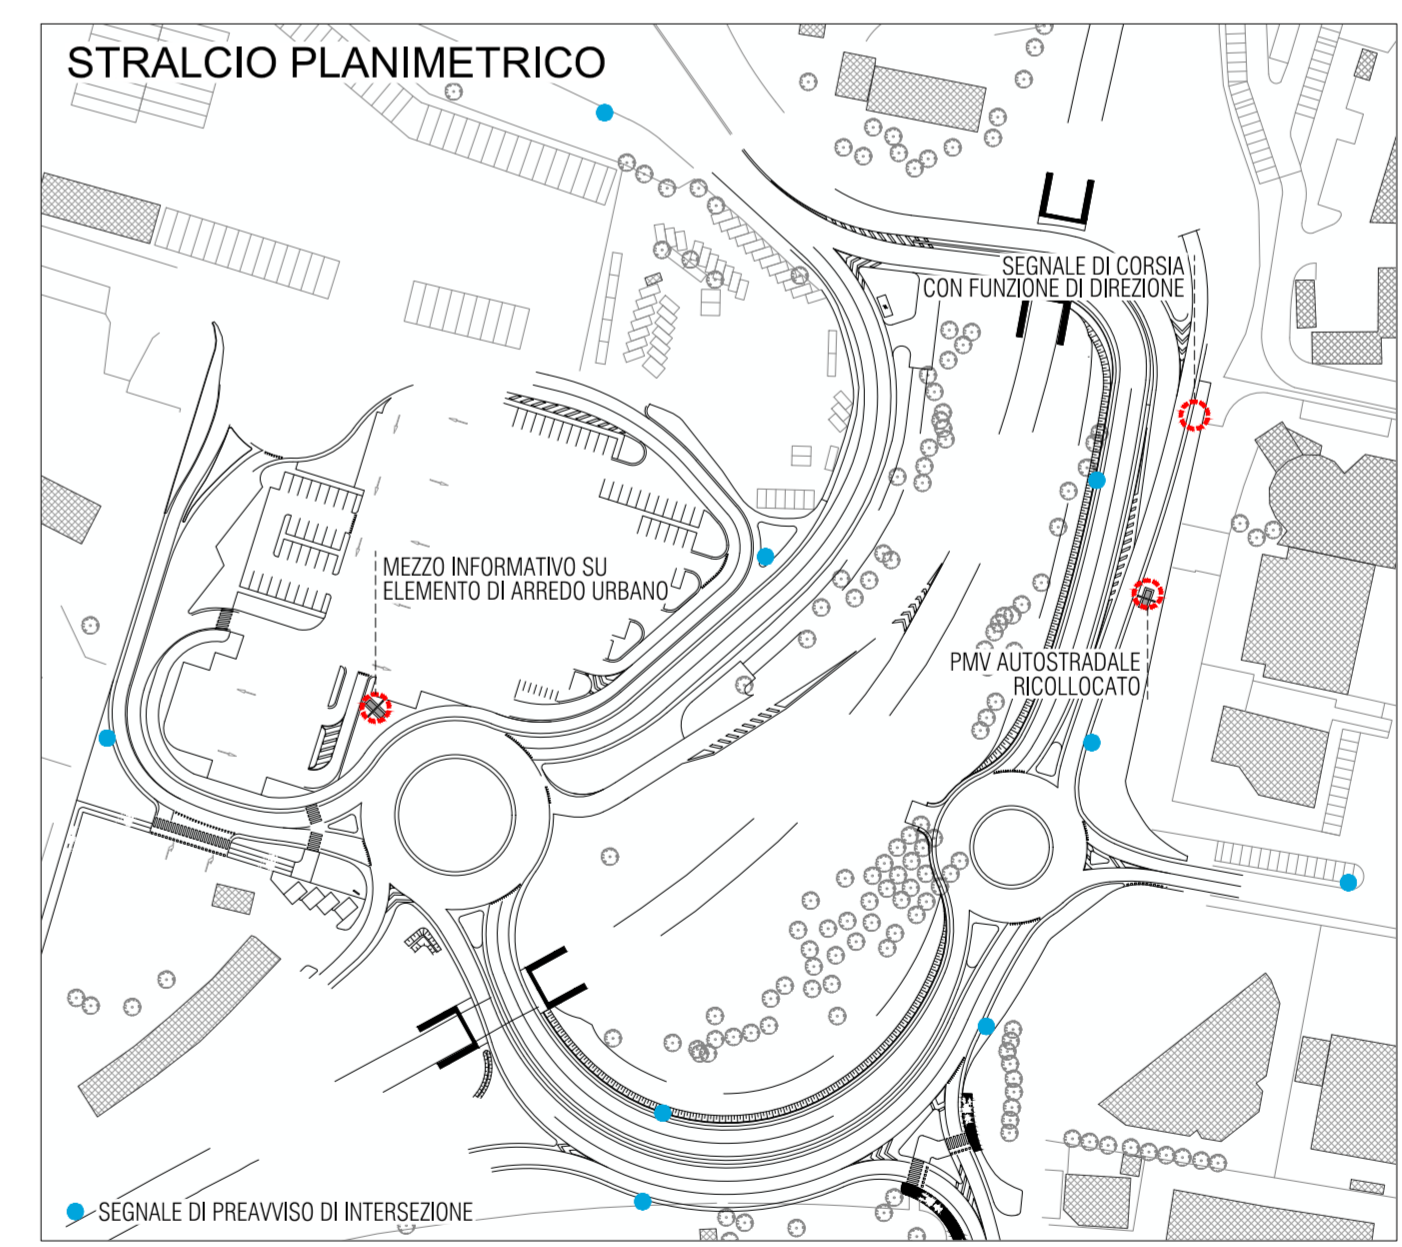 STRALCIO PLANIMETRICO
SEGNALE DI CORSIA
CON FUNZIONE DI DIREZIONE
MEZZO INFORMATIVO SU
ELEMENTO DI ARREDO URBANO
PMV AUTOSTRADALE
RICOLLOCATO
SEGNALE DI PREAVVISO DI INTERSEZIONE